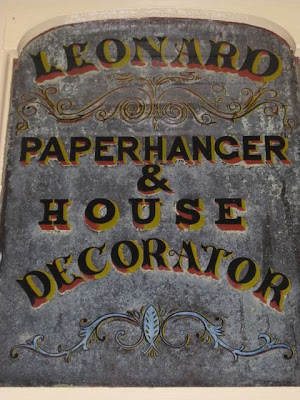 LEONARD
PAPERHANGER
&
HOUSE
DECORATOR